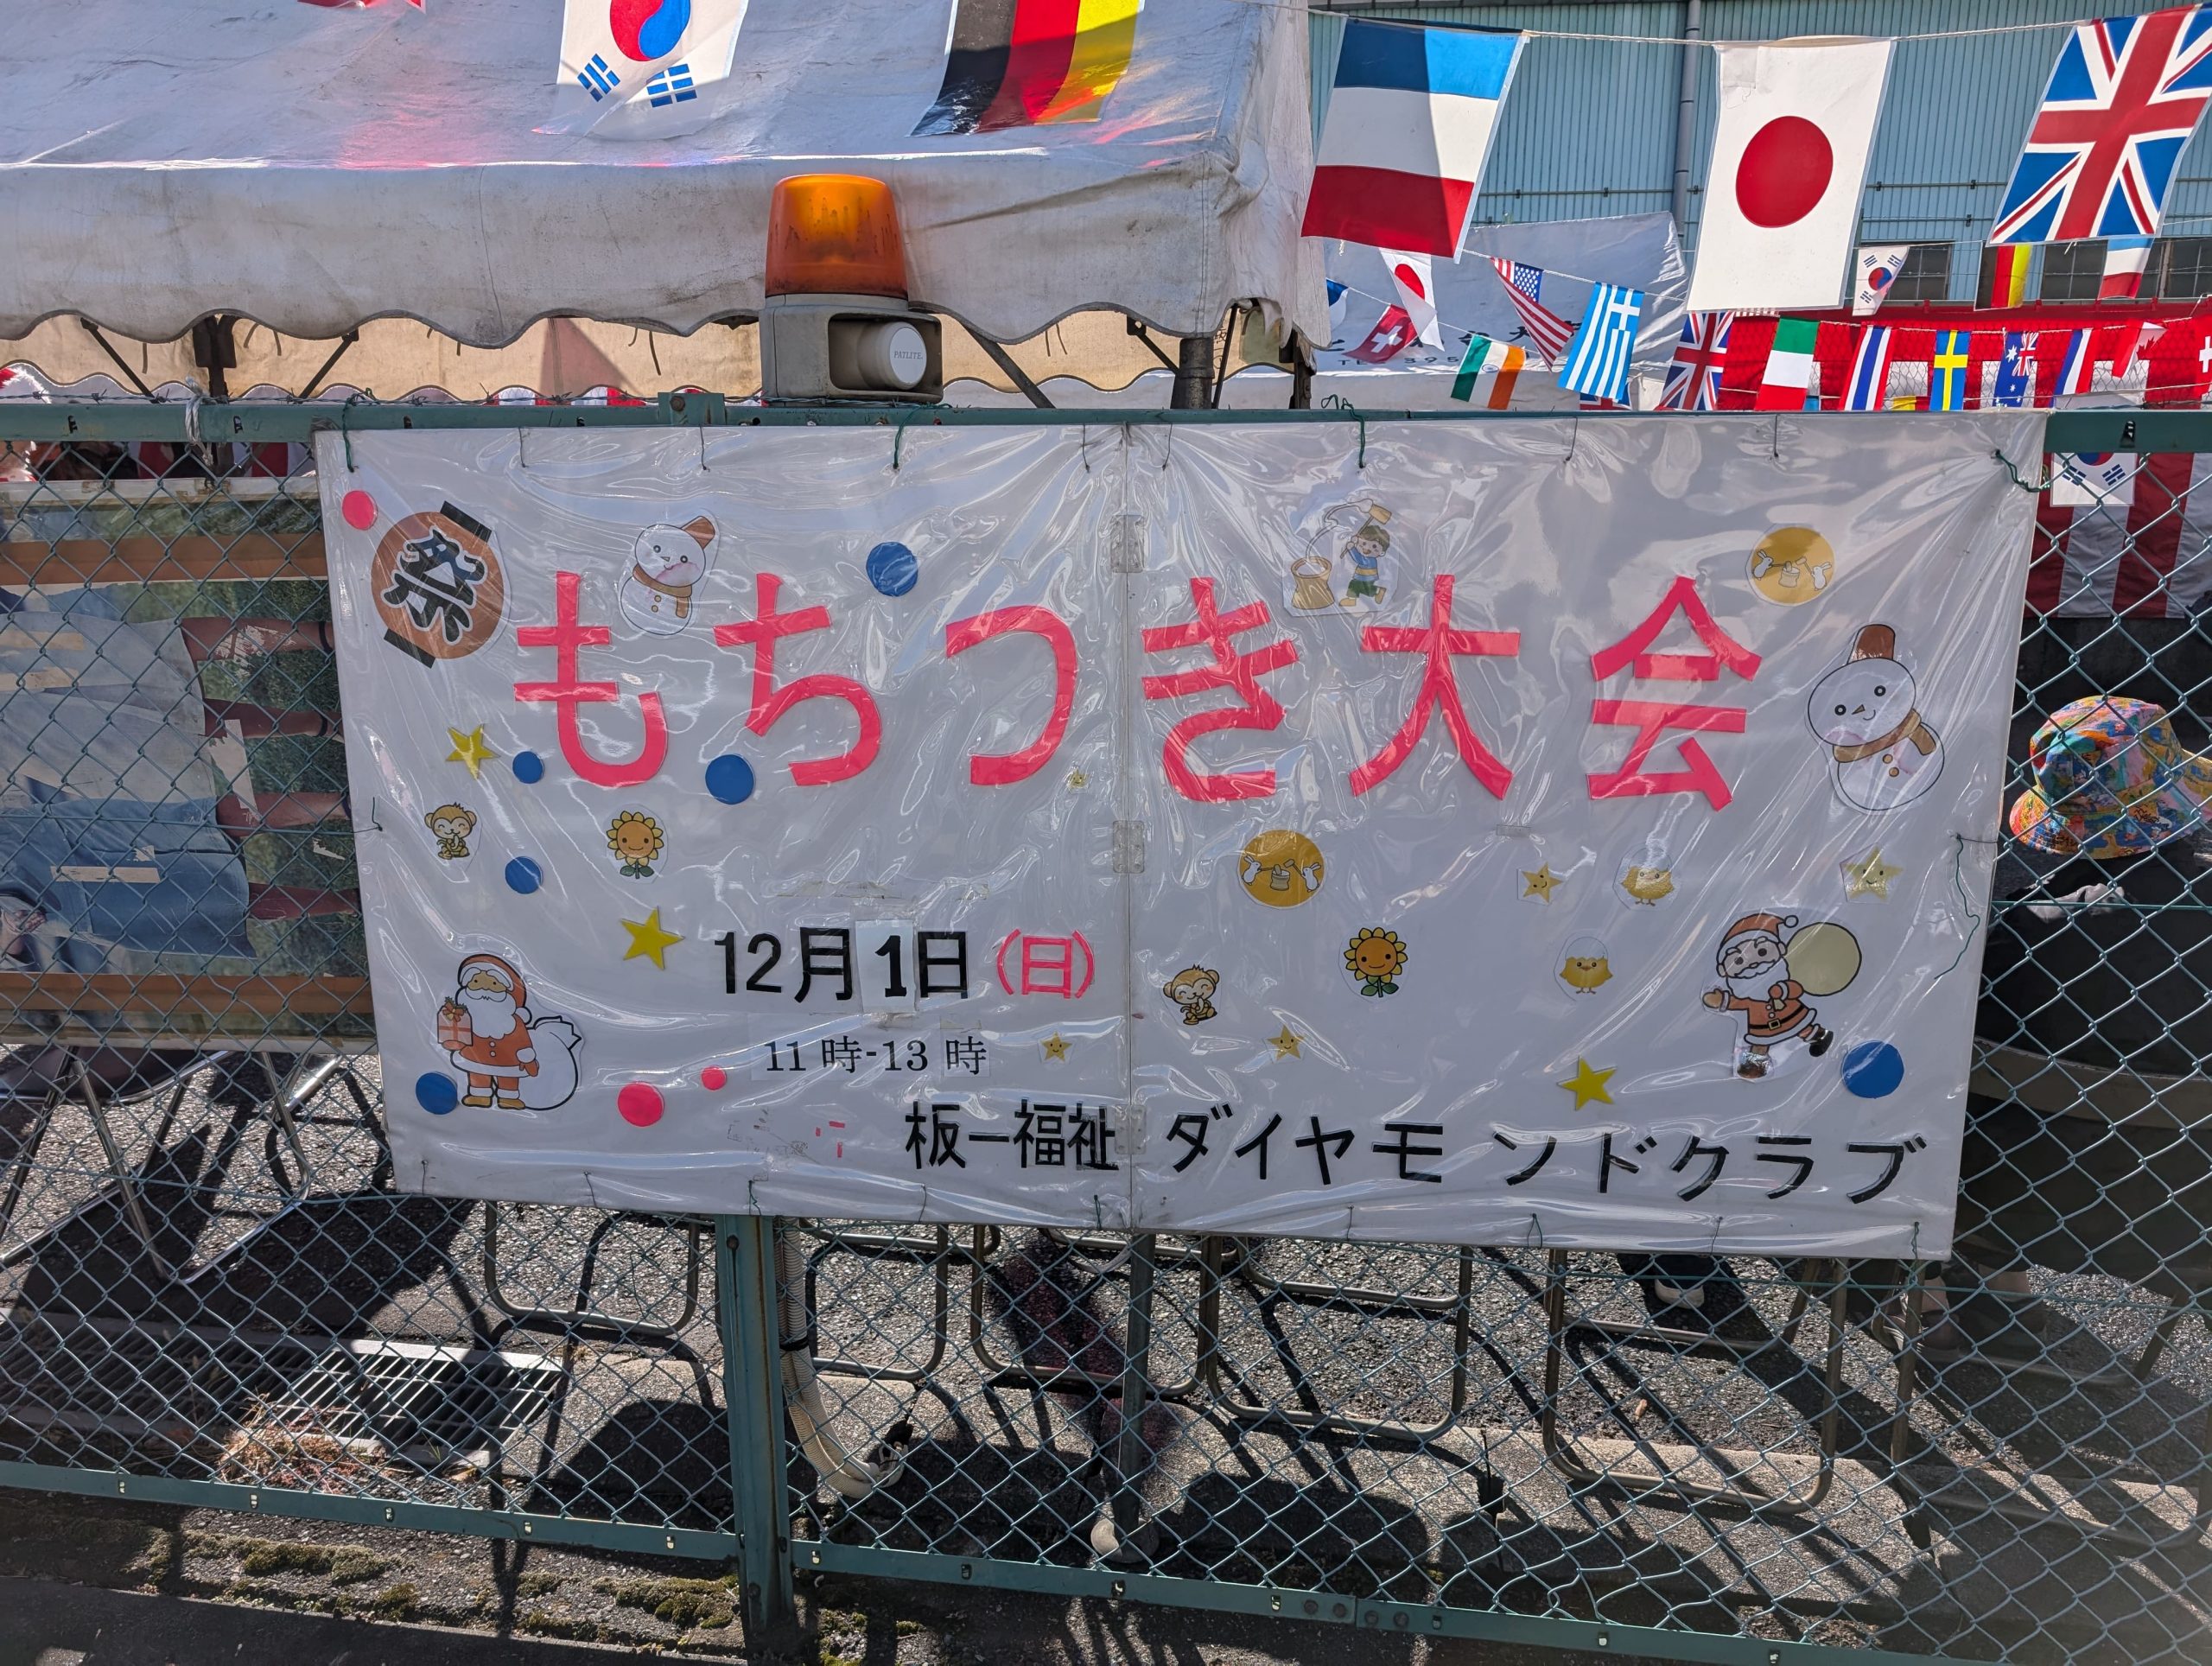 PATLITE
祭
もちつき大会
12月1日(日)
11時-13時
板一福祉 ダイヤモンドクラブ